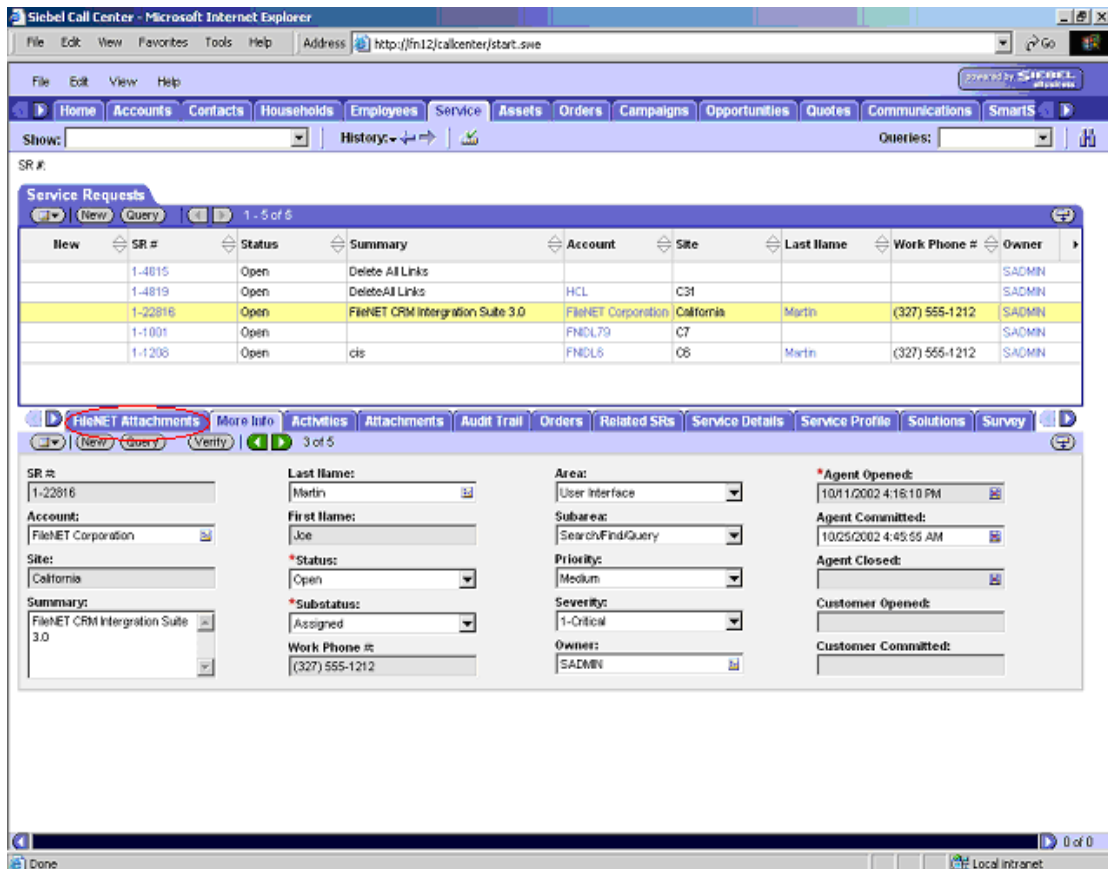 Siebel Call Center - Microsoft Internet Explorer
File Edit View Favorites Tools Help Address http://fn12/callcenter/start.swe Go
File Edit View Help powered by SIEBEL
Home Accounts Contacts Households Employees Service Assets Orders Campaigns Opportunities Quotes Communications SmartS
Show: History: Queries:
SR #:
Service Requests
New Query 1 - 5 of 6
New SR # Status Summary Account Site Last Name Work Phone # Owner
1-4815 Open Delete All Links SADMIN
1-4819 Open DeleteAll Links HCL C31 SADMIN
1-22816 Open FileNET CRM Intergration Suite 3.0 FileNET Corporation California Martin (327) 555-1212 SADMIN
1-1001 Open FNIDL79 C7 SADMIN
1-1208 Open cis FNIDL6 C6 Martin (327) 555-1212 SADMIN
FileNET Attachments More Info Activities Attachments Audit Trail Orders Related SRs Service Details Service Profile Solutions Survey
New Query Verify 3 of 5
SR #: Last Name: Area: *Agent Opened:
1-22816 Martin User Interface 10/11/2002 4:16:10 PM
Account: First Name: Subarea: Agent Committed:
FileNET Corporation Joe Search/Find/Query 10/25/2002 4:45:55 AM
Site: *Status: Priority: Agent Closed:
California Open Medium
Summary: *Substatus: Severity: Customer Opened:
FileNET CRM Intergration Suite Assigned 1-Critical
3.0
Work Phone #: Owner: Customer Committed:
(327) 555-1212 SADMIN
0 of 0
Done Local intranet